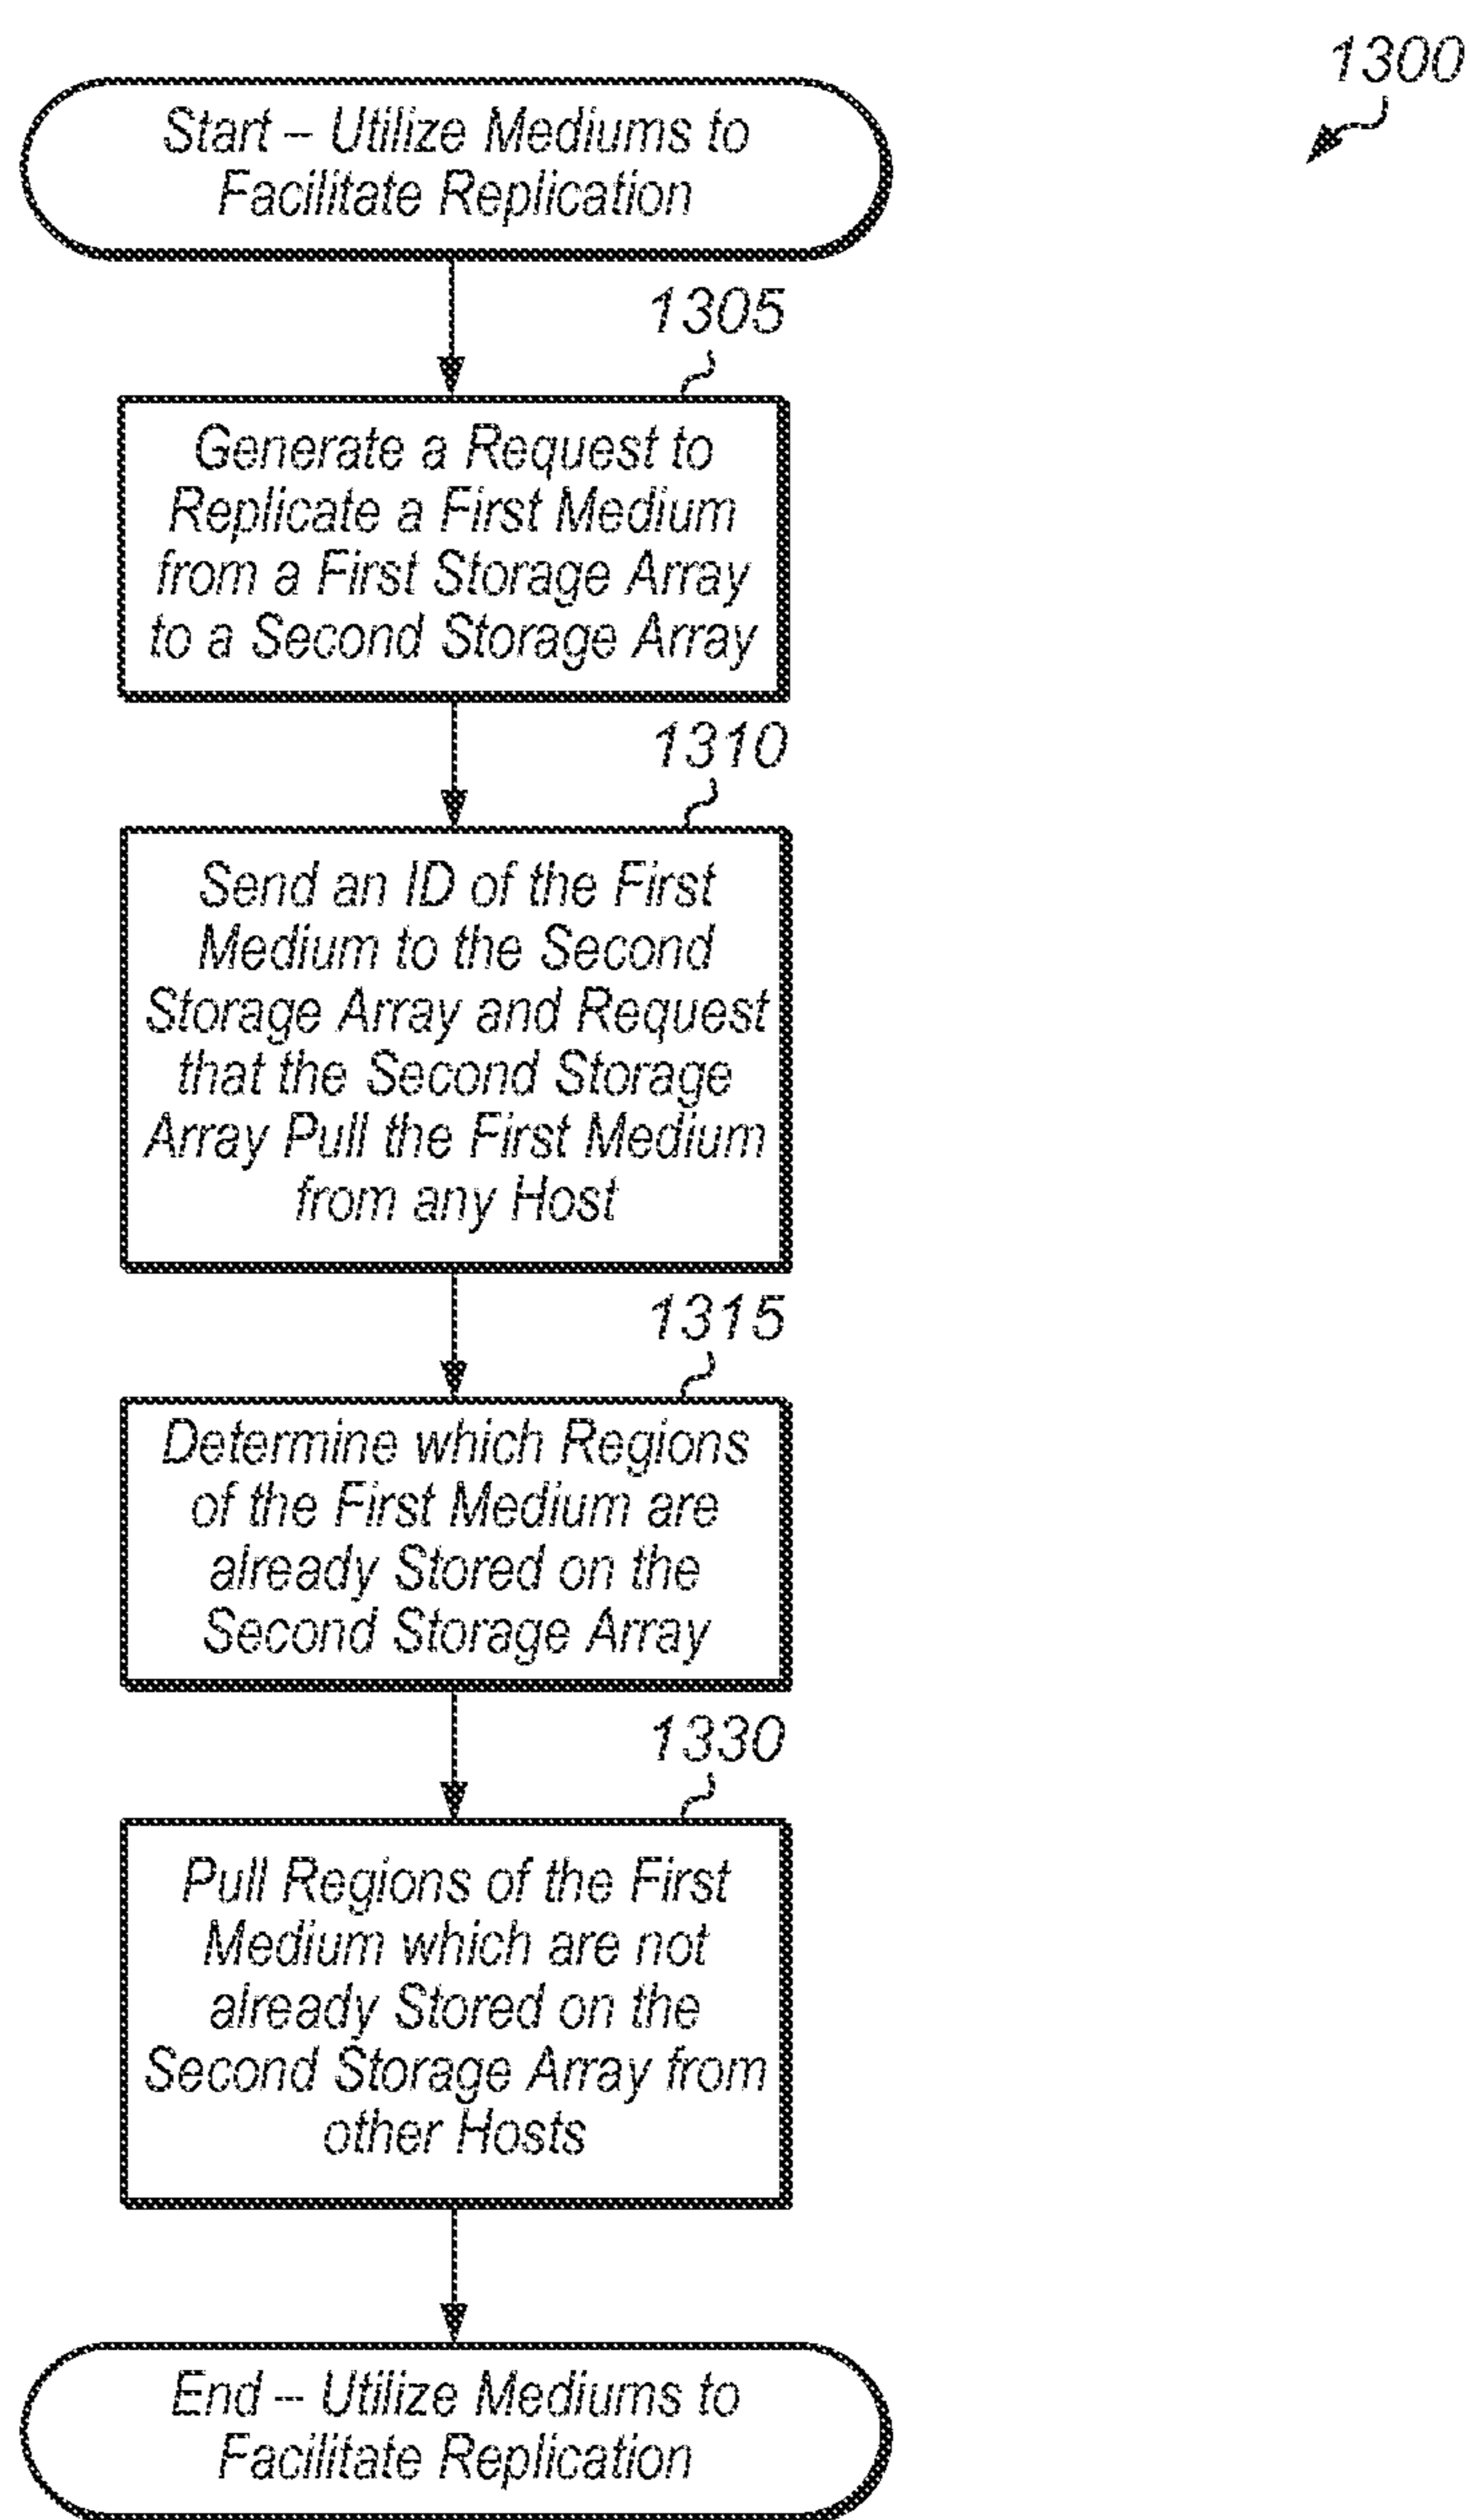 1300
Start – Utilize Mediums to
Facilitate Replication
1305
Generate a Request to
Replicate a First Medium
from a First Storage Array
to a Second Storage Array
1310
Send an ID of the First
Medium to the Second
Storage Array and Request
that the Second Storage
Array Pull the First Medium
from any Host
1315
Determine which Regions
of the First Medium are
already Stored on the
Second Storage Array
1330
Pull Regions of the First
Medium which are not
already Stored on the
Second Storage Array from
other Hosts
End -- Utilize Mediums to
Facilitate Replication